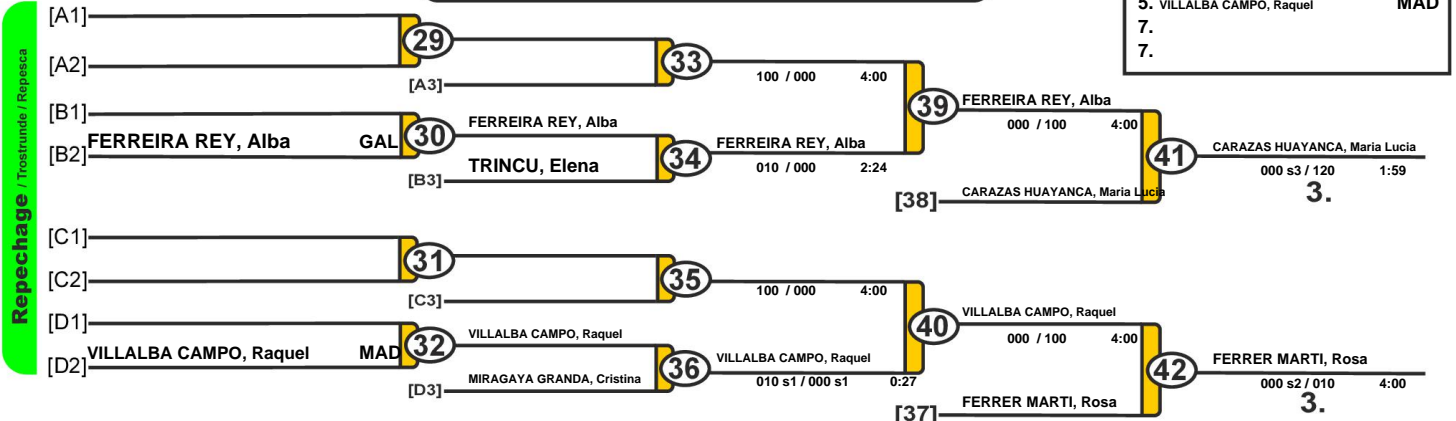 5. VILLALBA CAMPO, Raquel MAD
7.
7.
Repechage / Trostrunde / Repesca
[A1]
29
[A2]
33
[A3]
100 / 000 4:00
[B1]
39
FERREIRA REY, Alba
000 / 100 4:00
FERREIRA REY, Alba GAL
30
FERREIRA REY, Alba
[B2]
34
FERREIRA REY, Alba
010 / 000 2:24
TRINCU, Elena
[B3]
41
CARAZAS HUAYANCA, Maria Lucia
000 s3 / 120 1:59
3.
CARAZAS HUAYANCA, Maria Lucia
[38]
[C1]
31
[C2]
35
[C3]
100 / 000 4:00
[D1]
40
VILLALBA CAMPO, Raquel
000 / 100 4:00
VILLALBA CAMPO, Raquel MAD
32
VILLALBA CAMPO, Raquel
[D2]
36
VILLALBA CAMPO, Raquel
010 s1 / 000 s1 0:27
MIRAGAYA GRANDA, Cristina
[D3]
42
FERRER MARTI, Rosa
000 s2 / 010 4:00
3.
FERRER MARTI, Rosa
[37]